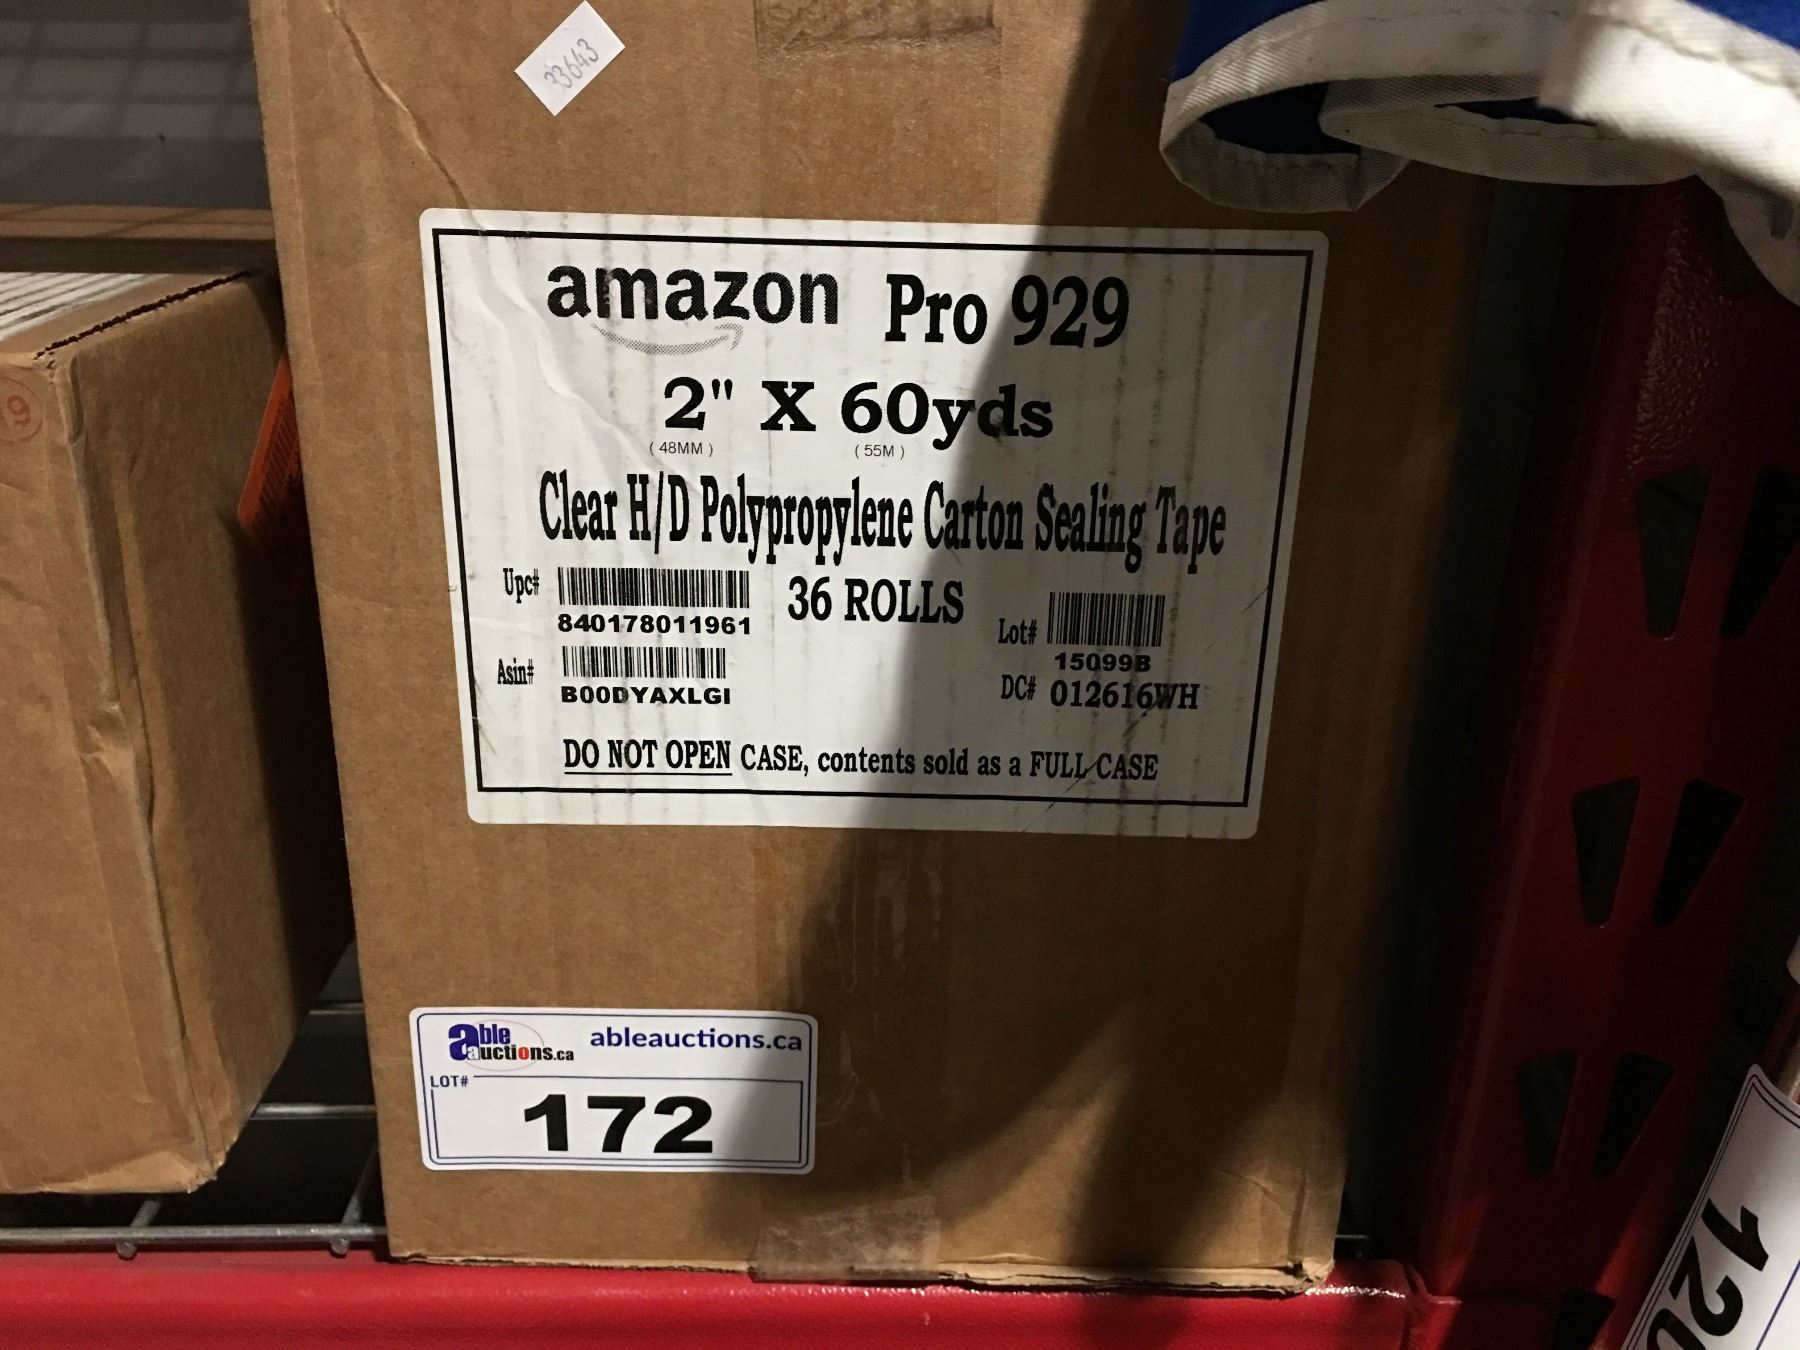 33643
amazon Pro 929
2" X 60yds
( 48MM ) ( 55M )
Clear H/D Polypropylene Carton Sealing Tape
Upc# 36 ROLLS
840178011961
Lot#
15099B
Asin#
B00DYAXLGI
DC# 012616WH
DO NOT OPEN CASE, contents sold as a FULL CASE
able auctions.ca ableauctions.ca
LOT#
172
9
120